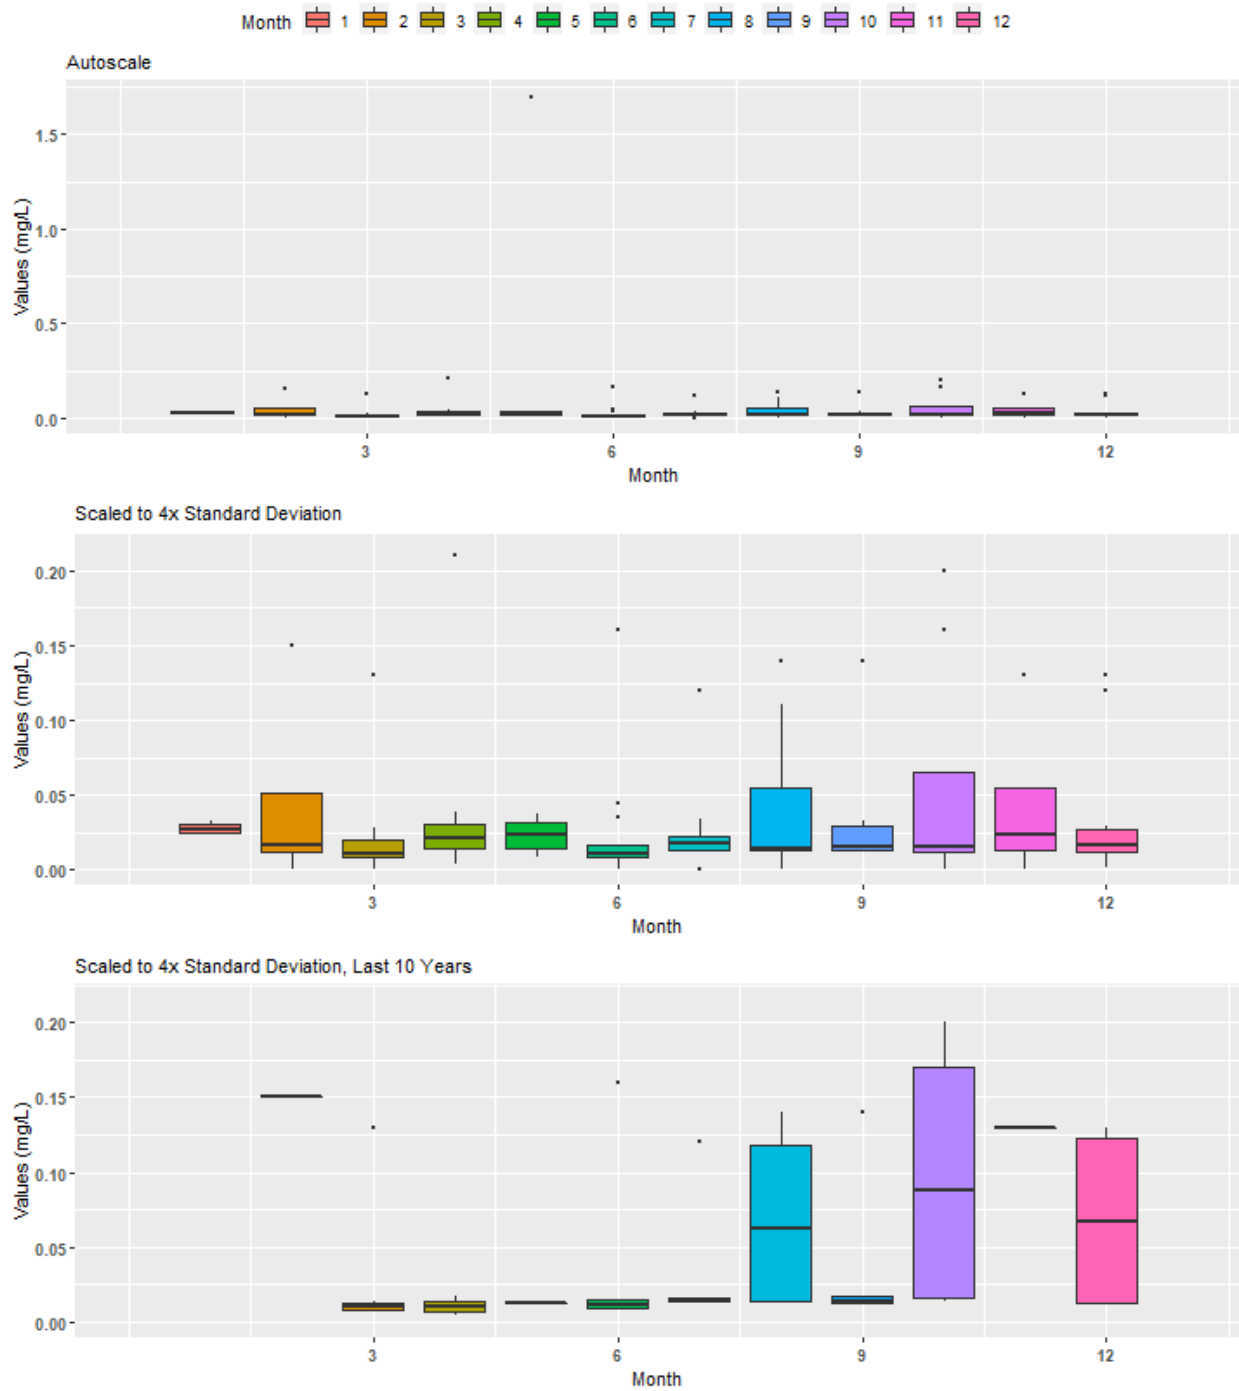 Month 1 2 3 4 5 6 7 8 9 10 11 12
Autoscale
Values (mg/L)
1.5
1.0
0.5
0.0
3 6 9 12
Month
Scaled to 4x Standard Deviation
Values (mg/L)
0.20
0.15
0.10
0.05
0.00
3 6 9 12
Month
Scaled to 4x Standard Deviation, Last 10 Years
Values (mg/L)
0.20
0.15
0.10
0.05
0.00
3 6 9 12
Month